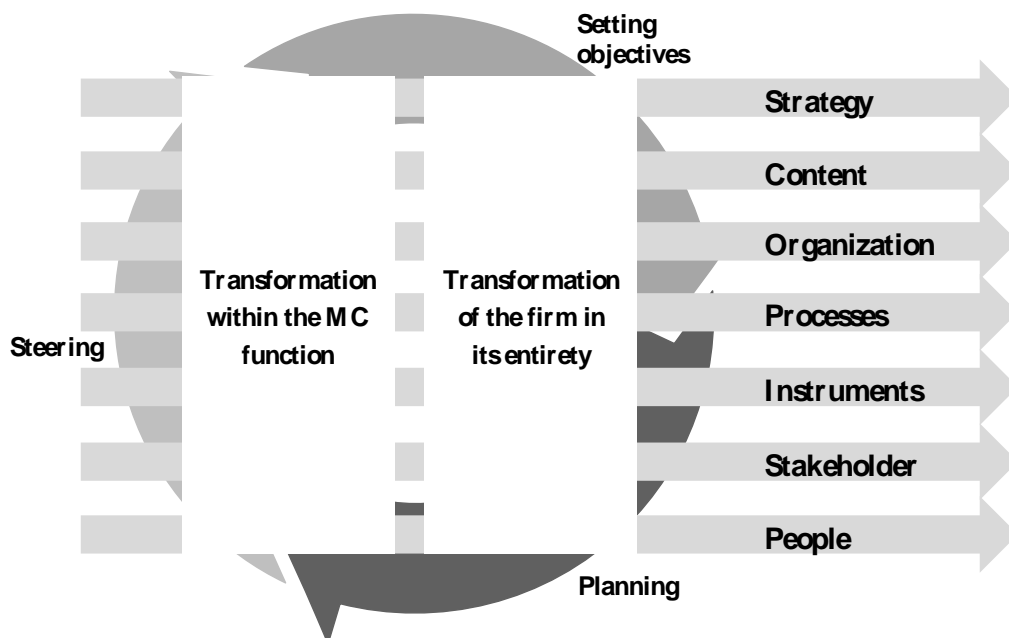 Setting
objectives
Strategy
Content
Organization
Transformation
within the MC
function
Transformation
of the firm in
its entirety
Processes
Steering
Instruments
Stakeholder
People
Planning